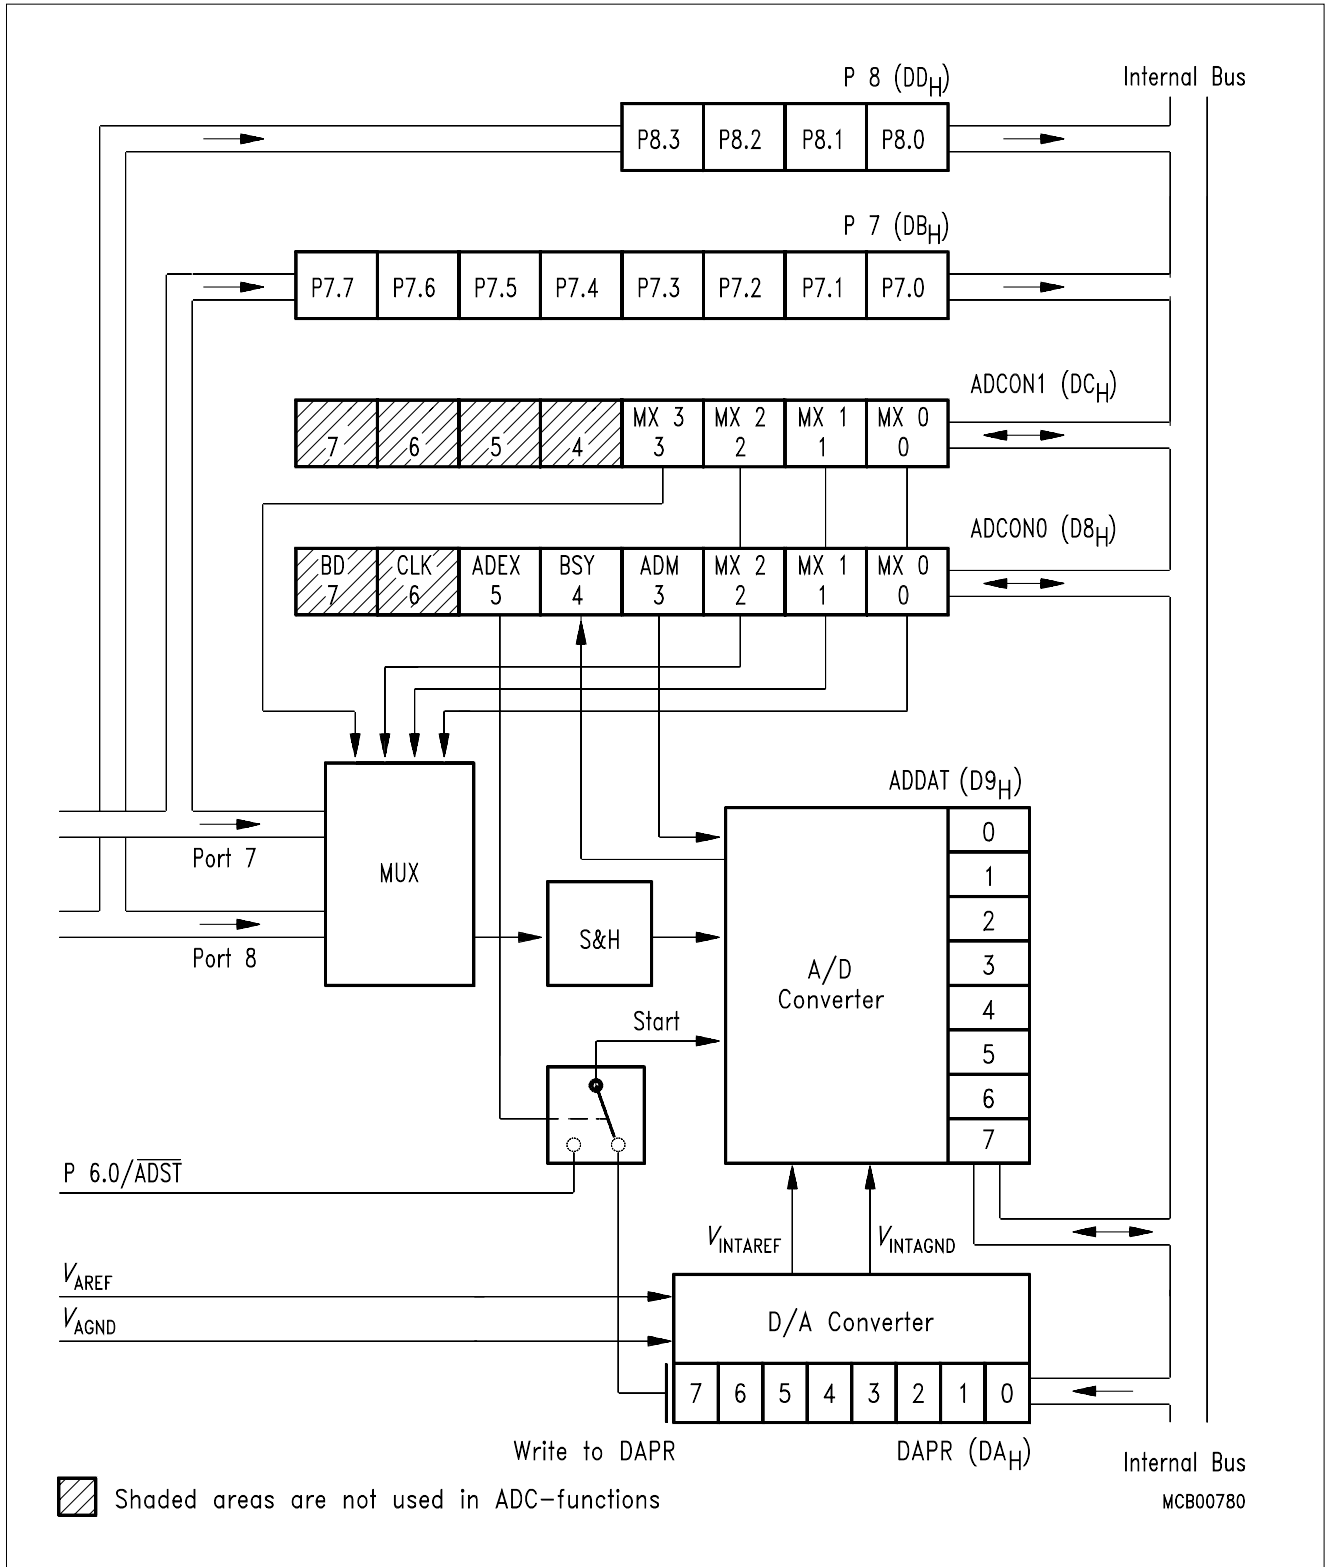 P 8 (DDH)
Internal Bus
P8.3 P8.2 P8.1 P8.0
P 7 (DBH)
P7.7 P7.6 P7.5 P7.4 P7.3 P7.2 P7.1 P7.0
ADCON1 (DCH)
MX 3 MX 2 MX 1 MX 0
7 6 5 4 3 2 1 0
ADCON0 (D8H)
BD CLK ADEX BSY ADM MX 2 MX 1 MX 0
7 6 5 4 3 2 1 0
ADDAT (D9H)
0
1
2
3
4
5
6
7
Port 7
MUX
Port 8
S&H
A/D
Converter
Start
P 6.0/ADST
VINTAREF
VINTAGND
VAREF
VAGND
D/A Converter
7 6 5 4 3 2 1 0
Write to DAPR
DAPR (DAH)
Internal Bus
Shaded areas are not used in ADC-functions
MCB00780